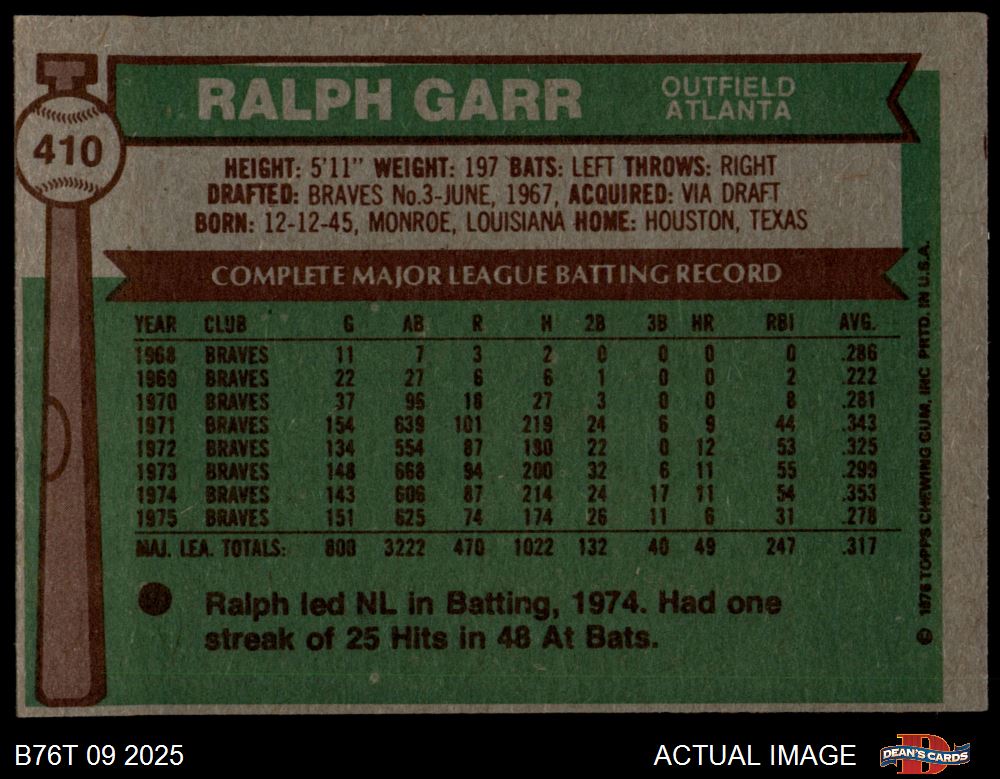 T
410
RALPH GARR
OUTFIELD
ATLANTA
HEIGHT: 5'11" WEIGHT: 197 BATS: LEFT THROWS: RIGHT
DRAFTED: BRAVES No.3-JUNE, 1967, ACQUIRED: VIA DRAFT
BORN: 12-12-45, MONROE, LOUISIANA HOME: HOUSTON, TEXAS
COMPLETE MAJOR LEAGUE BATTING RECORD
YEAR CLUB G AB R H 2B 3B HR RBI AVG.
1968 BRAVES 11 7 3 2 0 0 0 0 .286
1969 BRAVES 22 27 6 6 1 0 0 2 .222
1970 BRAVES 37 96 18 27 3 0 0 8 .281
1971 BRAVES 154 639 101 219 24 6 9 44 .343
1972 BRAVES 134 554 87 180 22 0 12 53 .325
1973 BRAVES 148 668 94 200 32 6 11 55 .299
1974 BRAVES 143 606 87 214 24 17 11 54 .353
1975 BRAVES 151 625 74 174 26 11 6 31 .278
MAJ. LEA. TOTALS: 800 3222 470 1022 132 40 49 247 .317
Ralph led NL in Batting, 1974. Had one
streak of 25 Hits in 48 At Bats.
© 1976 TOPPS CHEWING GUM, INC PRTD. IN U.S.A.
B76T 09 2025
ACTUAL IMAGE
D
DEAN'S CARDS